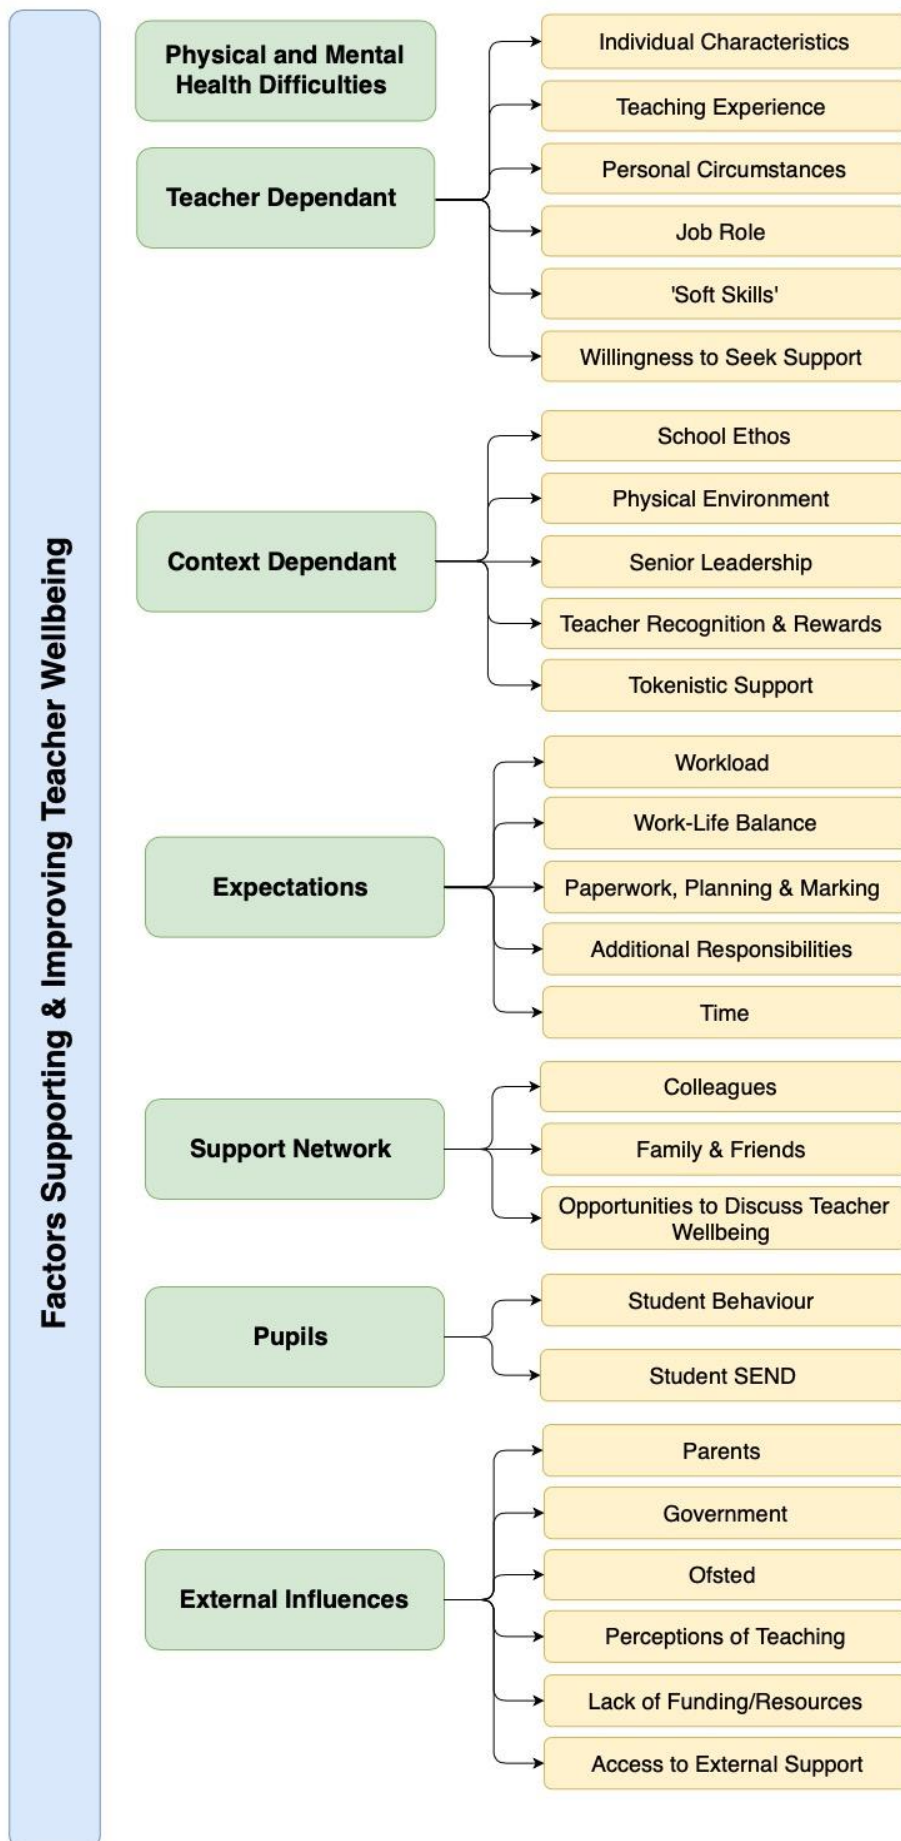 Factors Supporting & Improving Teacher Wellbeing
Physical and Mental
Health Difficulties
Teacher Dependant
Individual Characteristics
Teaching Experience
Personal Circumstances
Job Role
'Soft Skills'
Willingness to Seek Support
Context Dependant
School Ethos
Physical Environment
Senior Leadership
Teacher Recognition & Rewards
Tokenistic Support
Expectations
Workload
Work-Life Balance
Paperwork, Planning & Marking
Additional Responsibilities
Time
Support Network
Colleagues
Family & Friends
Opportunities to Discuss Teacher
Wellbeing
Pupils
Student Behaviour
Student SEND
External Influences
Parents
Government
Ofsted
Perceptions of Teaching
Lack of Funding/Resources
Access to External Support